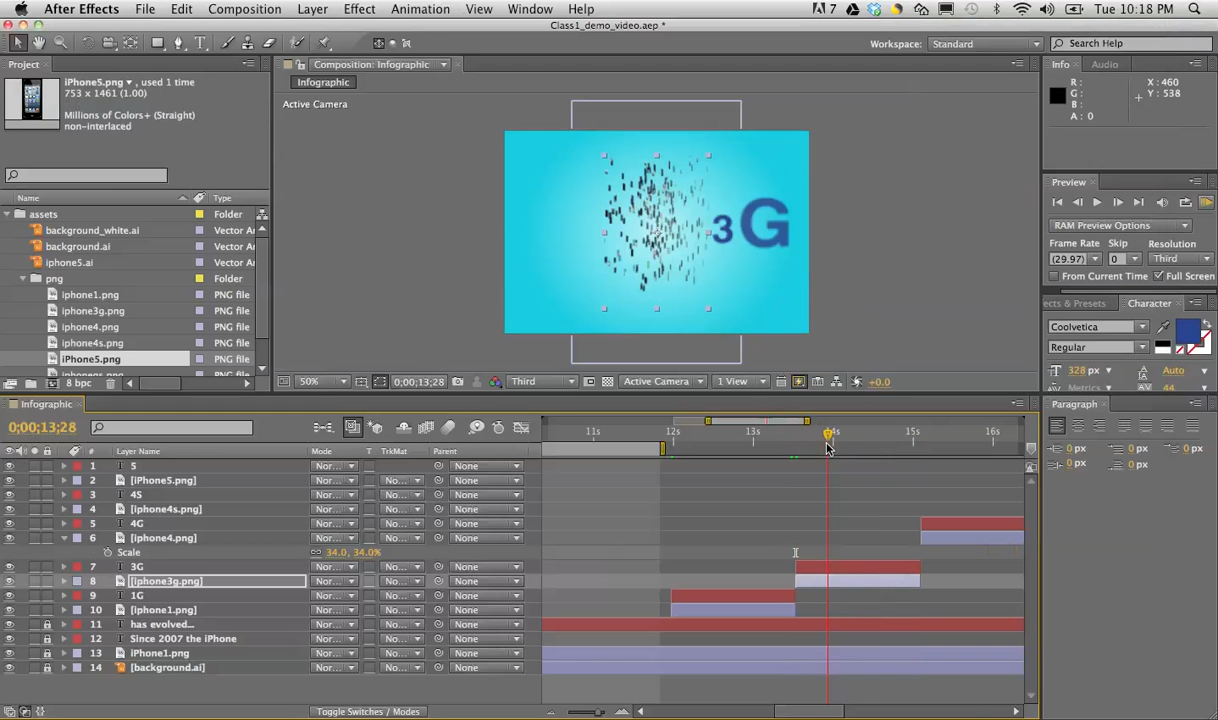 After Effects File Edit Composition Layer Effect Animation View Window Help 7 Tue 10:18 PM
Class1_demo_video.aep *
Workspace: Standard Search Help
Project
iPhone5.png , used 1 time
753 x 1461 (1.00)
Millions of Colors+ (Straight)
non-interlaced
Name Type
assets Folder
background_white.ai Vector Ar
background.ai Vector Ar
iphone5.ai Vector Ar
png Folder
iphone1.png PNG file
iphone3g.png PNG file
iphone4.png PNG file
iphone4s.png PNG file
iPhone5.png PNG file
8 bpc
Composition: Infographic
Infographic
Active Camera
3G
50% 0;00;13;28 Third Active Camera 1 View +0.0
Info Audio
R : X : 460
G : Y : 538
B :
A : 0
Preview
RAM Preview Options
Frame Rate Skip Resolution
(29.97) 0 Third
From Current Time Full Screen
cts & Presets Character
Coolvetica
Regular
328 px Auto
Metrics 44
Paragraph
0 px 0 px 0 px
0 px 0 px
Infographic
0;00;13;28
# Layer Name Mode T TrkMat Parent
11s 12s 13s 4s 15s 16s
1 T 5 Nor... None
2 [iPhone5.png] Nor... No... None
3 T 4S Nor... No... None
4 [iphone4s.png] Nor... No... None
5 T 4G Nor... No... None
6 [iphone4.png] Nor... No... None
Scale 34.0, 34.0%
7 T 3G Nor... No... None
8 [iphone3g.png] Nor... No... None
9 T 1G Nor... No... None
10 [iphone1.png] Nor... No... None
11 T has evolved... Nor... No... None
12 T Since 2007 the iPhone Nor... No... None
13 iPhone1.png Nor... No... None
14 [background.ai] Nor... No... None
Toggle Switches / Modes